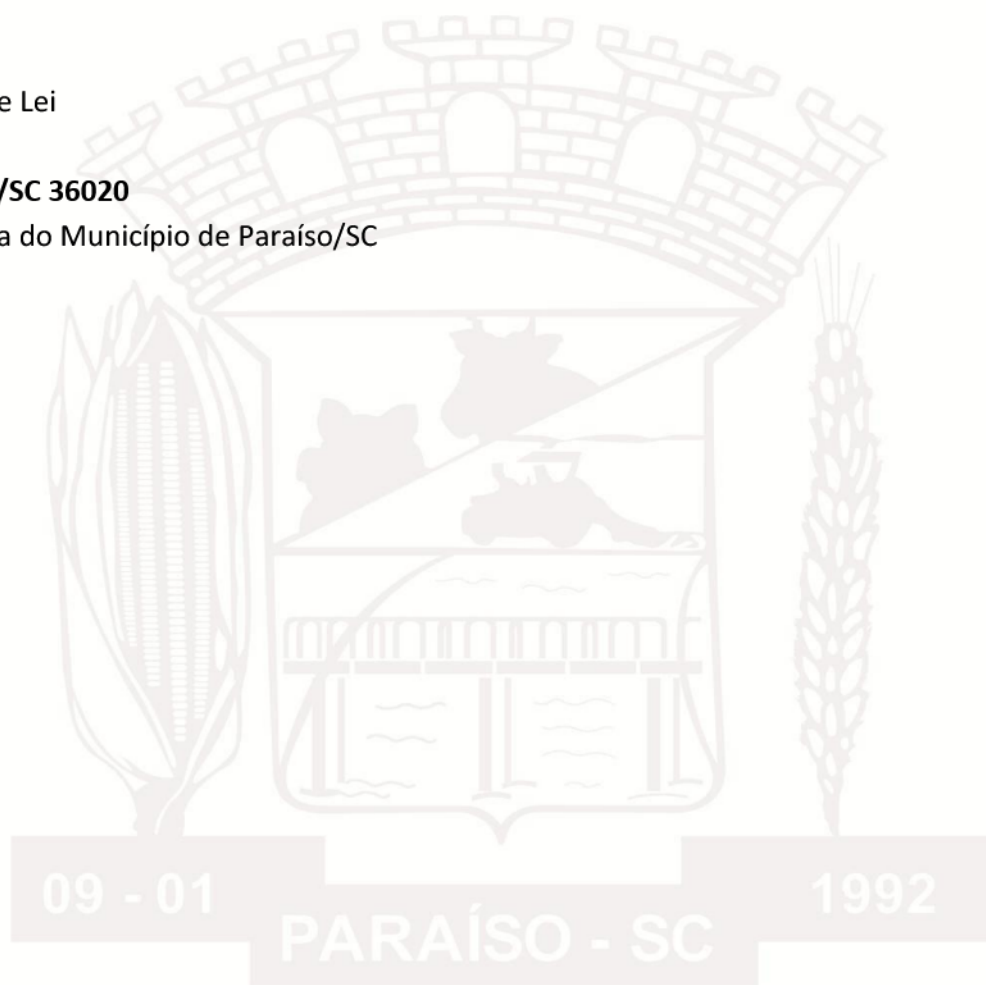 e Lei
/SC 36020
a do Município de Paraíso/SC
09 - 01
1992
PARAÍSO - SC